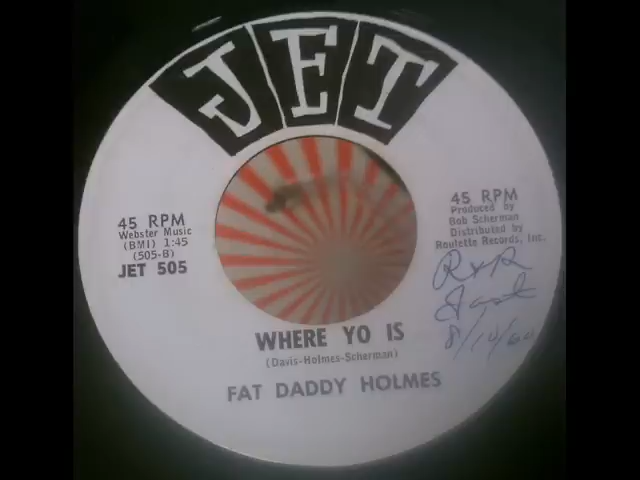 JET
45 RPM
Webster Music
(BMI) 1:45
(505-B)
JET 505
45 RPM
Produced by
Bob Scherman
Distributed by
Roulette Records, Inc.
R&R
8/10/60
WHERE YO IS
(Davis-Holmes-Scherman)
FAT DADDY HOLMES